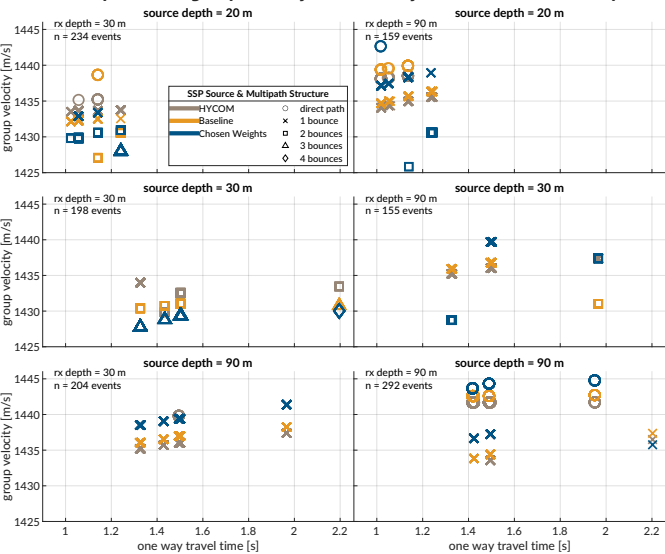 source depth = 20 m
source depth = 20 m
rx depth = 30 m
n = 234 events
rx depth = 90 m
n = 159 events
1445
1440
1435
1430
1425
group velocity [m/s]
SSP Source & Multipath Structure
HYCOM
Baseline
Chosen Weights
direct path
1 bounce
2 bounces
3 bounces
4 bounces
source depth = 30 m
source depth = 30 m
rx depth = 30 m
n = 198 events
rx depth = 90 m
n = 155 events
1445
1440
1435
1430
1425
group velocity [m/s]
source depth = 90 m
source depth = 90 m
rx depth = 30 m
n = 204 events
rx depth = 90 m
n = 292 events
1445
1440
1435
1430
1425
group velocity [m/s]
1 1.2 1.4 1.6 1.8 2 2.2
1 1.2 1.4 1.6 1.8 2 2.2
one way travel time [s]
one way travel time [s]